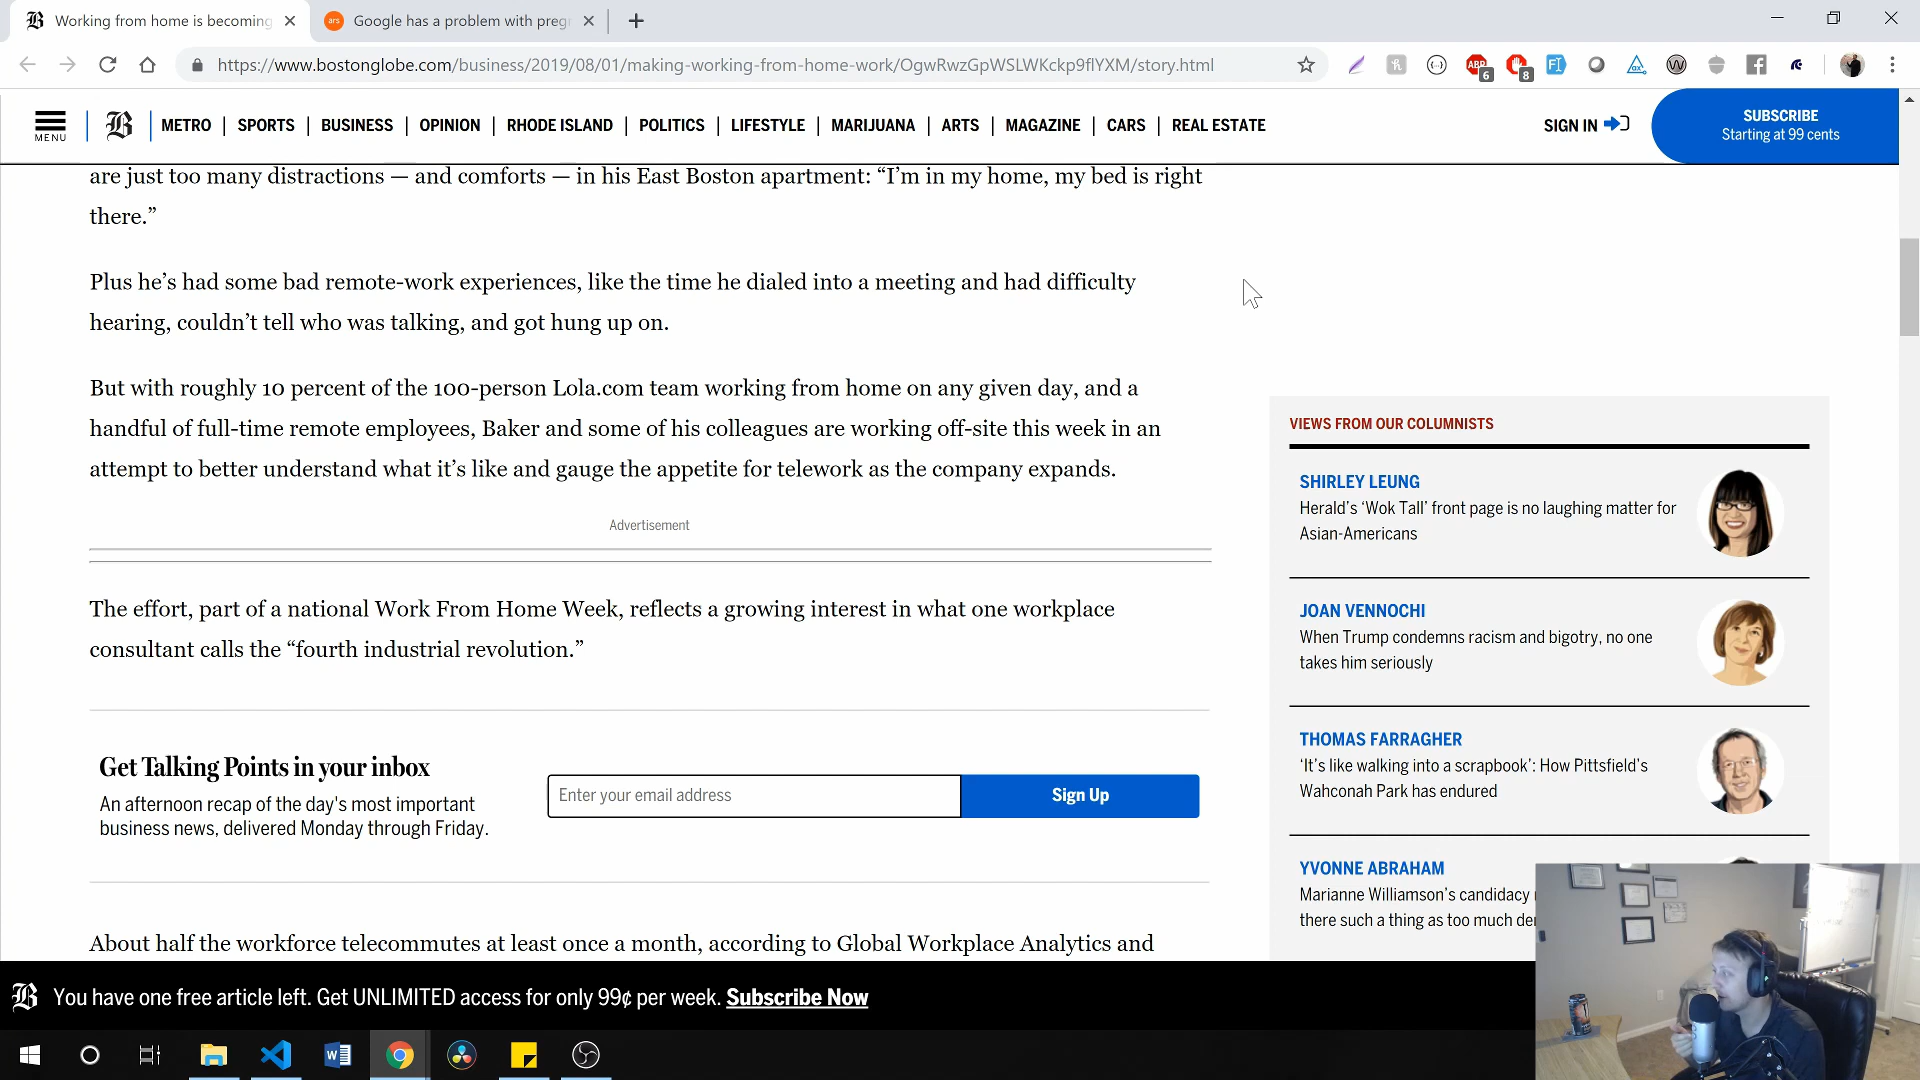 Working from home is becoming
Google has a problem with preg
https://www.bostonglobe.com/business/2019/08/01/making-working-from-home-work/OgwRwzGpWSLWKckp9flYXM/story.html
ABP
6
8
MENU
METRO | SPORTS | BUSINESS | OPINION | RHODE ISLAND | POLITICS | LIFESTYLE | MARIJUANA | ARTS | MAGAZINE | CARS | REAL ESTATE
SIGN IN
SUBSCRIBE
Starting at 99 cents
are just too many distractions — and comforts — in his East Boston apartment: “I’m in my home, my bed is right
there.”
Plus he’s had some bad remote-work experiences, like the time he dialed into a meeting and had difficulty
hearing, couldn’t tell who was talking, and got hung up on.
But with roughly 10 percent of the 100-person Lola.com team working from home on any given day, and a
handful of full-time remote employees, Baker and some of his colleagues are working off-site this week in an
attempt to better understand what it’s like and gauge the appetite for telework as the company expands.
Advertisement
The effort, part of a national Work From Home Week, reflects a growing interest in what one workplace
consultant calls the “fourth industrial revolution.”
Get Talking Points in your inbox
An afternoon recap of the day's most important
business news, delivered Monday through Friday.
Enter your email address
Sign Up
About half the workforce telecommutes at least once a month, according to Global Workplace Analytics and
VIEWS FROM OUR COLUMNISTS
SHIRLEY LEUNG
Herald’s ‘Wok Tall’ front page is no laughing matter for
Asian-Americans
JOAN VENNOCHI
When Trump condemns racism and bigotry, no one
takes him seriously
THOMAS FARRAGHER
‘It’s like walking into a scrapbook’: How Pittsfield’s
Wahconah Park has endured
YVONNE ABRAHAM
Marianne Williamson’s candidacy
there such a thing as too much
You have one free article left. Get UNLIMITED access for only 99¢ per week. Subscribe Now